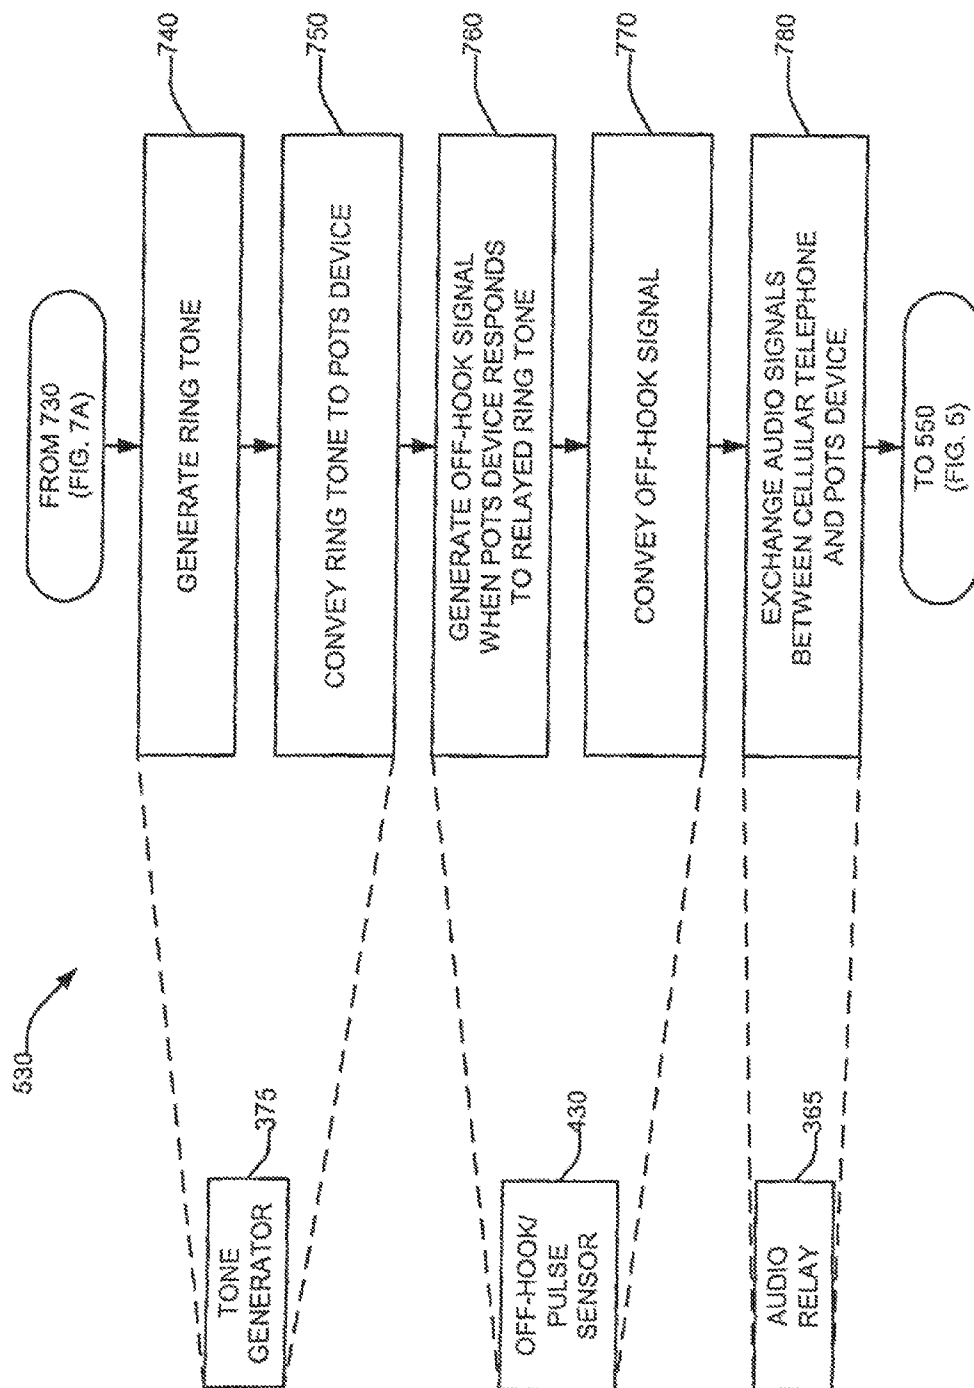 530
FROM 730
(FIG. 7A)
TONE
GENERATOR
375
GENERATE RING TONE
740
CONVEY RING TONE TO POTS DEVICE
750
OFF-HOOK/
PULSE
SENSOR
430
GENERATE OFF-HOOK SIGNAL
WHEN POTS DEVICE RESPONDS
TO RELAYED RING TONE
760
CONVEY OFF-HOOK SIGNAL
770
AUDIO
RELAY
365
EXCHANGE AUDIO SIGNALS
BETWEEN CELLULAR TELEPHONE
AND POTS DEVICE
780
TO 550
(FIG. 5)